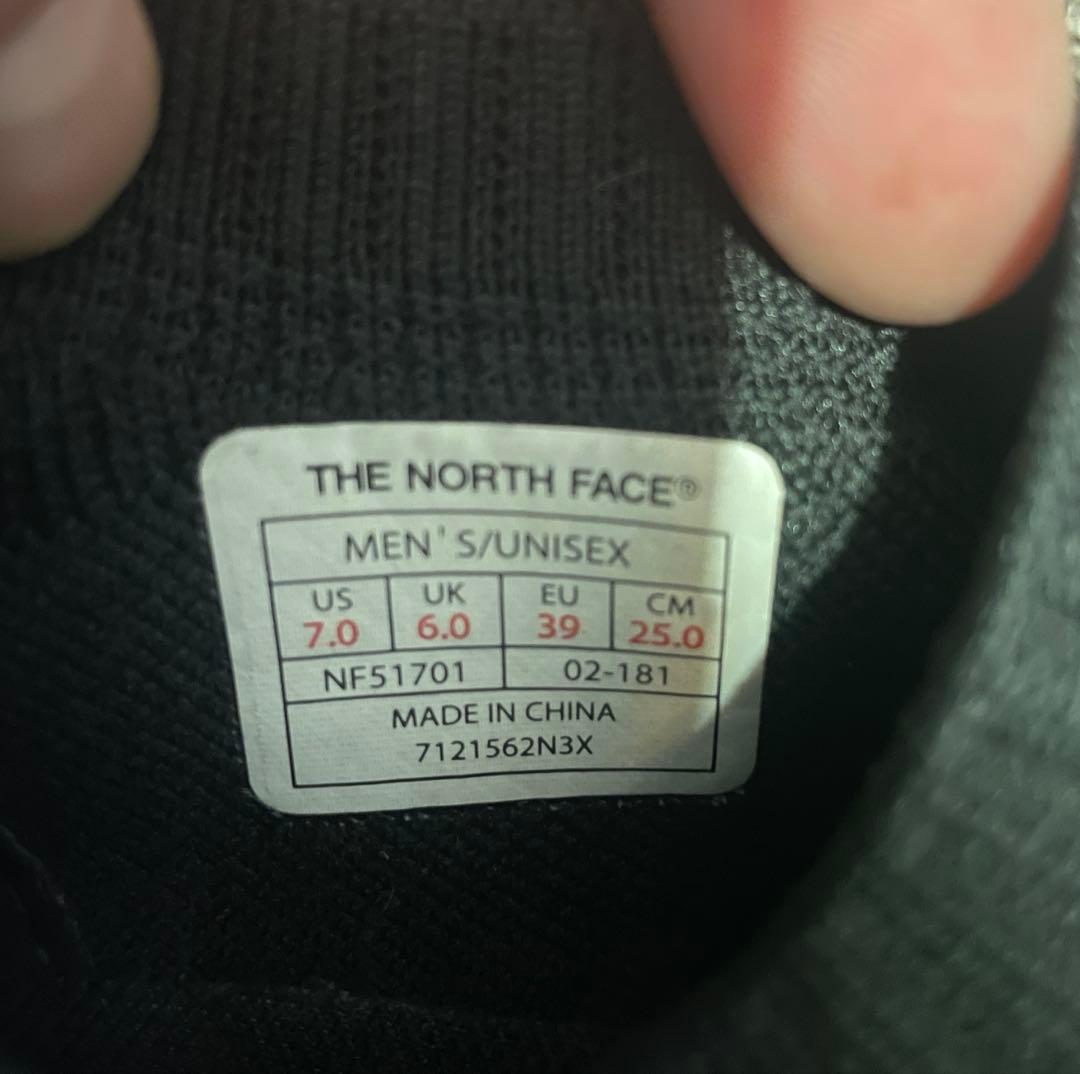 THE NORTH FACE®
MEN'S/UNISEX
US UK EU CM
7.0 6.0 39 25.0
NF51701 02-181
MADE IN CHINA
7121562N3X